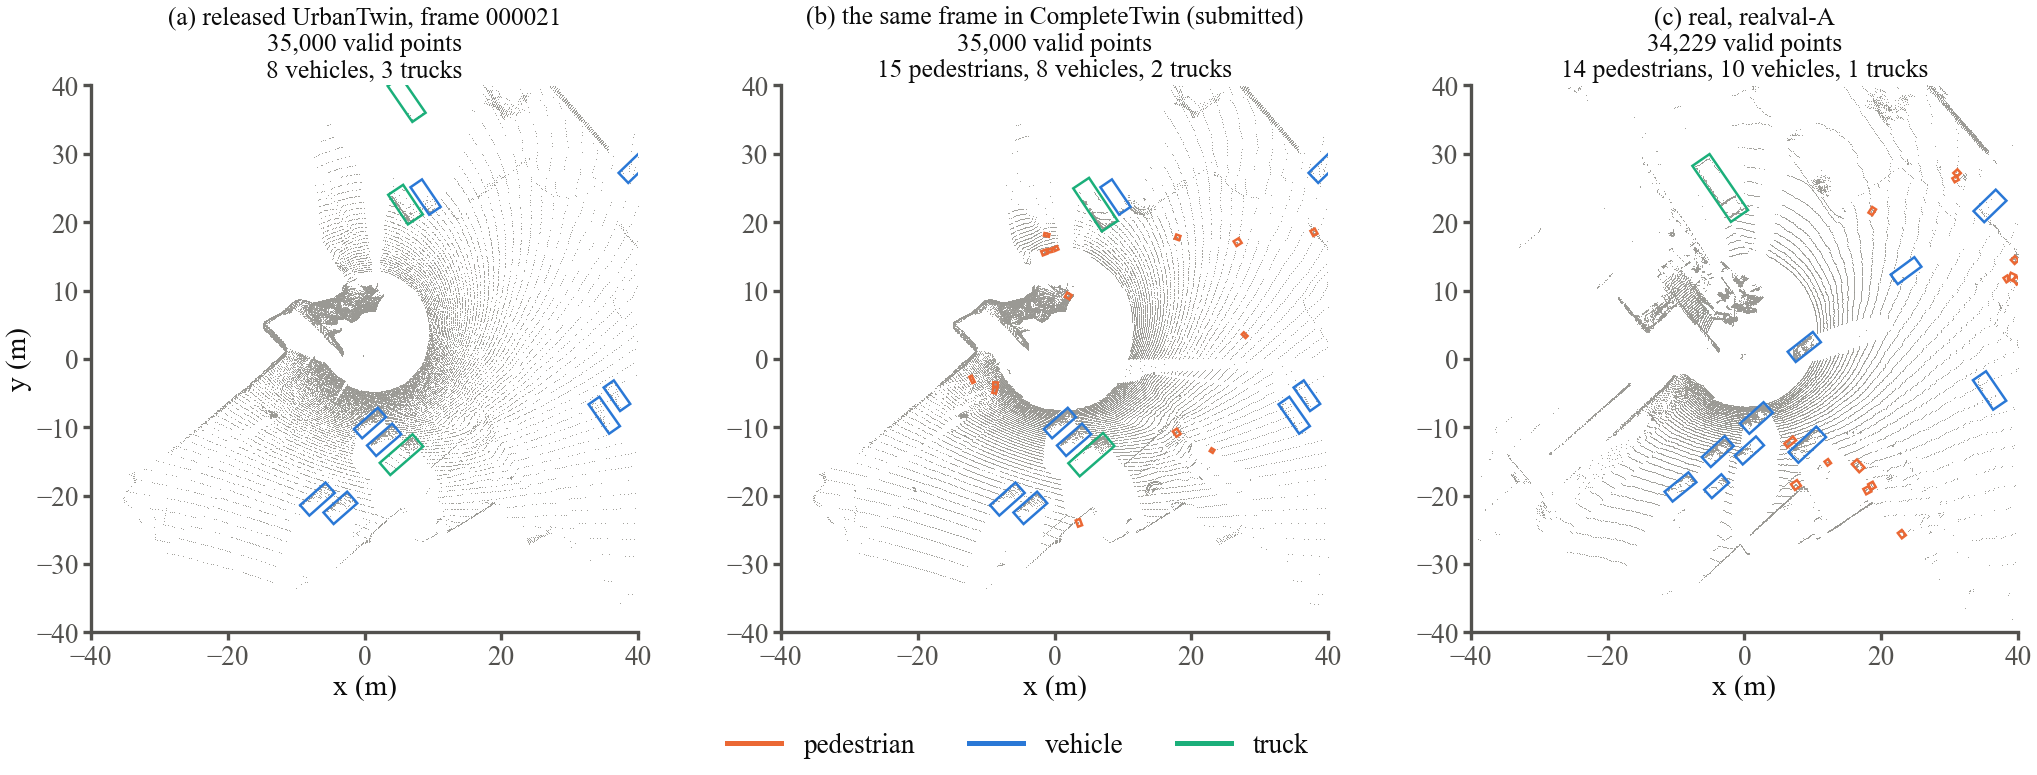 (a) released UrbanTwin, frame 000021
35,000 valid points
8 vehicles, 3 trucks
(b) the same frame in CompleteTwin (submitted)
35,000 valid points
15 pedestrians, 8 vehicles, 2 trucks
(c) real, realval-A
34,229 valid points
14 pedestrians, 10 vehicles, 1 trucks
y (m)
40
30
20
10
0
−10
−20
−30
−40
−40 −20 0 20 40
x (m)
40
30
20
10
0
−10
−20
−30
−40
−40 −20 0 20 40
x (m)
40
30
20
10
0
−10
−20
−30
−40
−40 −20 0 20 40
x (m)
pedestrian vehicle truck